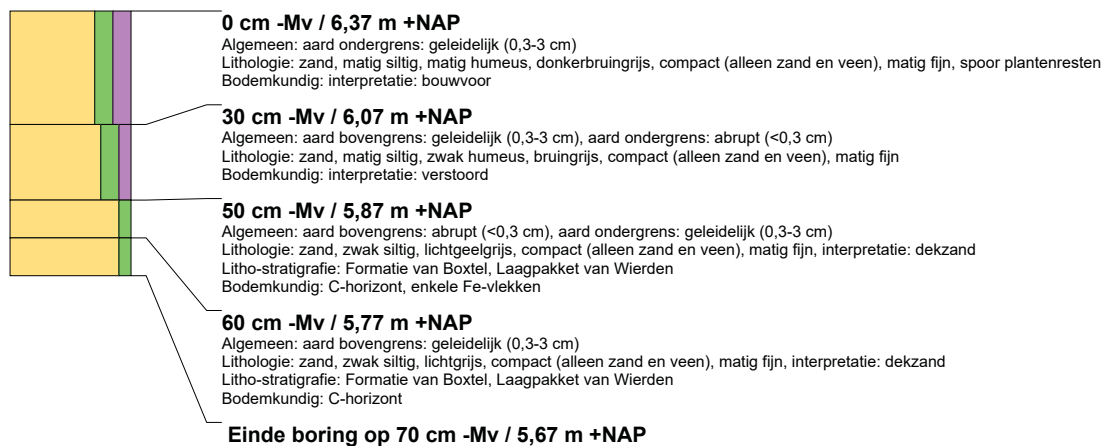 0 cm -Mv / 6,37 m +NAP
Algemeen: aard ondergrens: geleidelijk (0,3-3 cm)
Lithologie: zand, matig siltig, matig humeus, donkerbruingrijs, compact (alleen zand en veen), matig fijn, spoor plantenresten
Bodemkundig: interpretatie: bouwvoor
30 cm -Mv / 6,07 m +NAP
Algemeen: aard bovengrens: geleidelijk (0,3-3 cm), aard ondergrens: abrupt (<0,3 cm)
Lithologie: zand, matig siltig, zwak humeus, bruingrijs, compact (alleen zand en veen), matig fijn
Bodemkundig: interpretatie: verstoord
50 cm -Mv / 5,87 m +NAP
Algemeen: aard bovengrens: abrupt (<0,3 cm), aard ondergrens: geleidelijk (0,3-3 cm)
Lithologie: zand, zwak siltig, lichtgeelgrijs, compact (alleen zand en veen), matig fijn, interpretatie: dekzand
Litho-stratigrafie: Formatie van Boxtel, Laagpakket van Wierden
Bodemkundig: C-horizont, enkele Fe-vlekken
60 cm -Mv / 5,77 m +NAP
Algemeen: aard bovengrens: geleidelijk (0,3-3 cm)
Lithologie: zand, zwak siltig, lichtgrijs, compact (alleen zand en veen), matig fijn, interpretatie: dekzand
Litho-stratigrafie: Formatie van Boxtel, Laagpakket van Wierden
Bodemkundig: C-horizont
Einde boring op 70 cm -Mv / 5,67 m +NAP